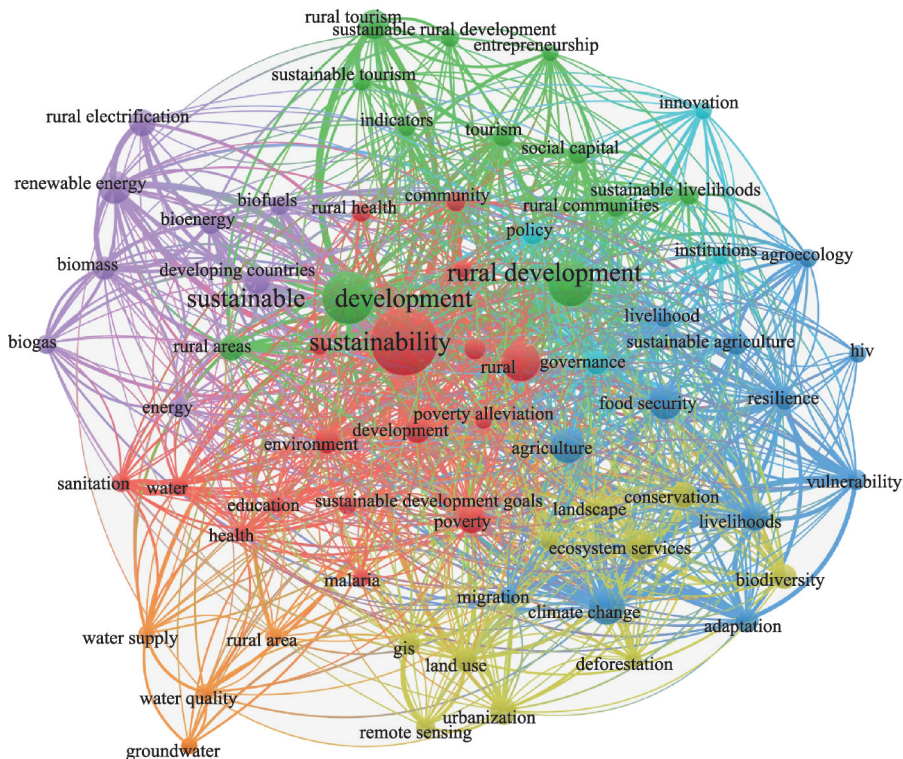 rural tourism
sustainable rural development
entrepreneurship
sustainable tourism
innovation
rural electrification
indicators
tourism
social capital
renewable energy
biofuels
community
sustainable livelihoods
rural health
rural communities
bioenergy
policy
institutions
agroecology
biomass
developing countries
rural development
sustainable development
livelihood
biogas
rural areas
sustainability
sustainable agriculture
hiv
rural
governance
energy
poverty alleviation
food security
resilience
environment
development
agriculture
sanitation
water
vulnerability
education
sustainable development goals
landscape
conservation
health
poverty
livelihoods
ecosystem services
malaria
biodiversity
migration
climate change
water supply
rural area
adaptation
gis
land use
deforestation
water quality
urbanization
remote sensing
groundwater